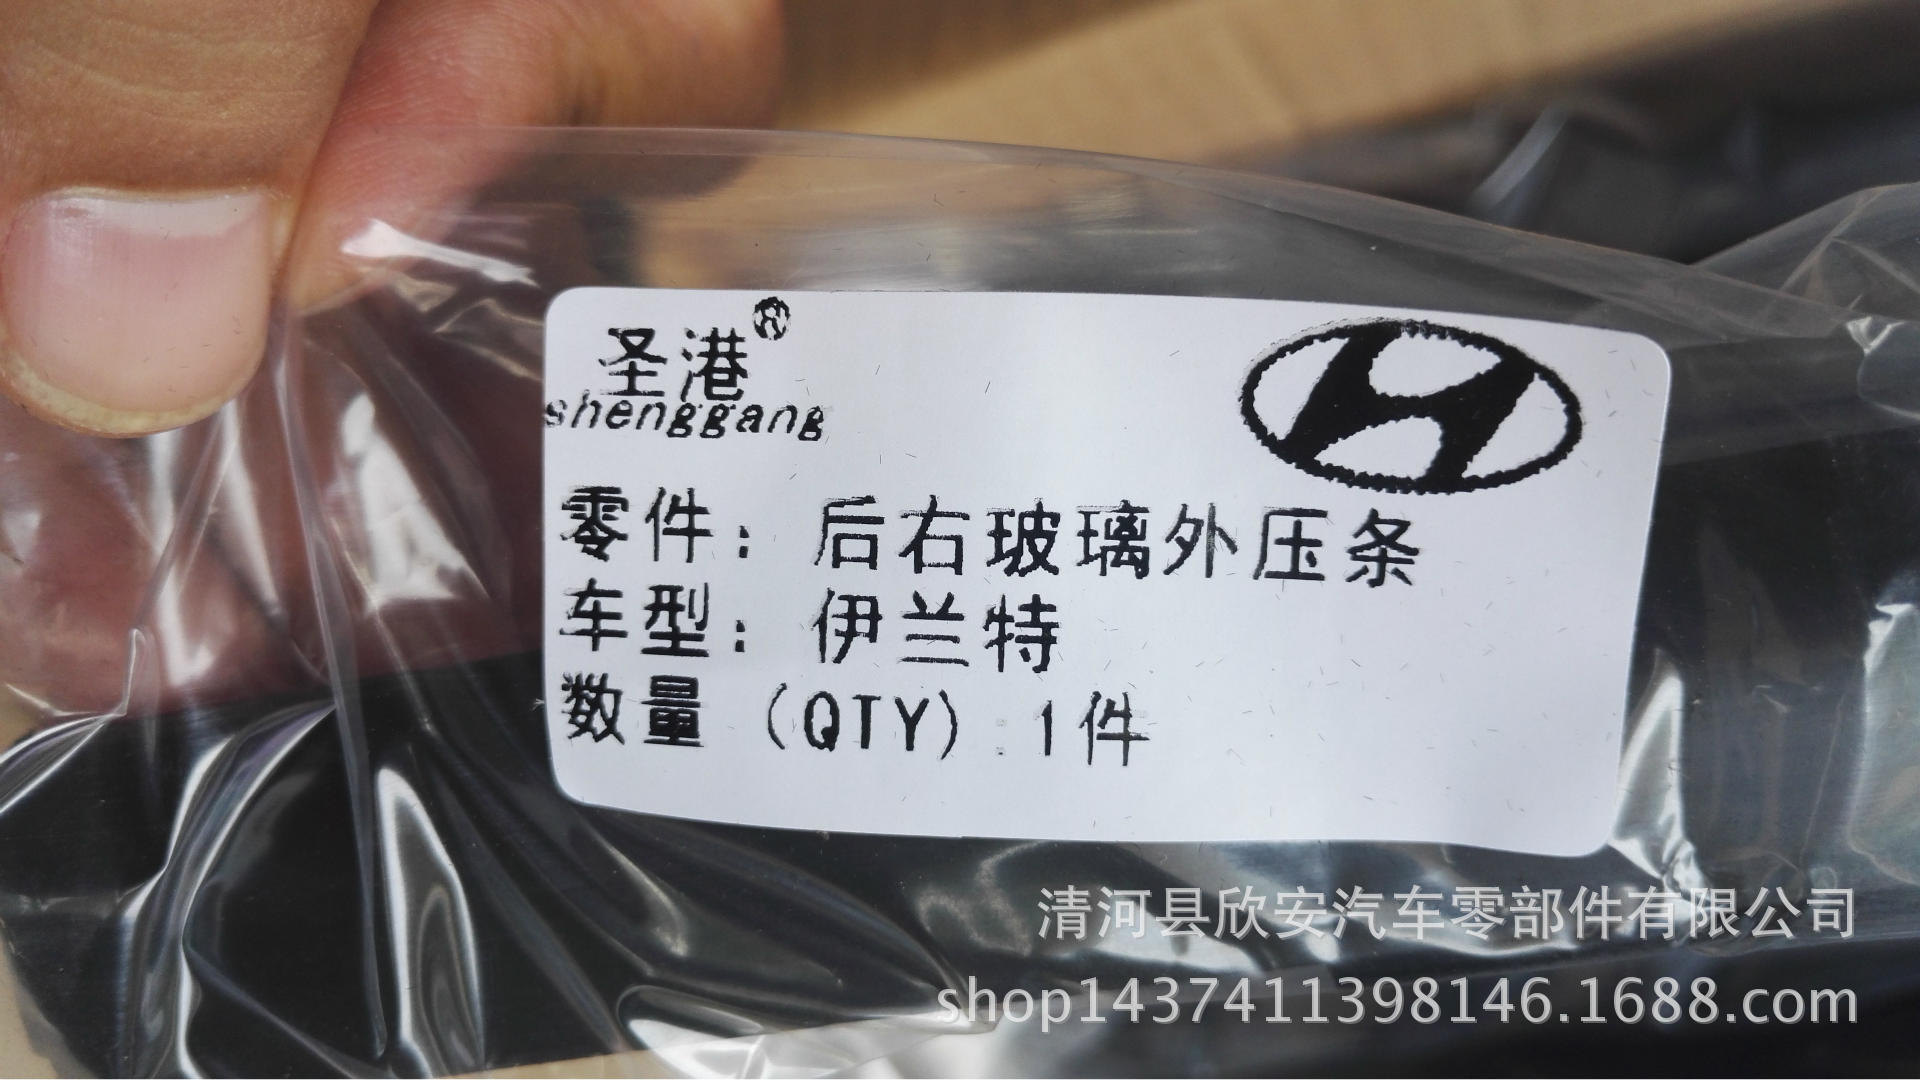 圣港®
shenggang
零件：后右玻璃外压条
车型：伊兰特
数量（QTY）:1件
清河县欣安汽车零部件有限公司
shop1437411398146.1688.com